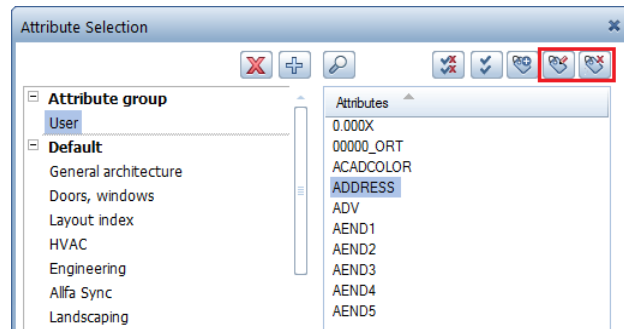 Attribute Selection
Attribute group
User
Default
General architecture
Doors, windows
Layout index
HVAC
Engineering
Allfa Sync
Landscaping
Attributes
0.000X
00000_ORT
ACADCOLOR
ADDRESS
ADV
AEND1
AEND2
AEND3
AEND4
AEND5